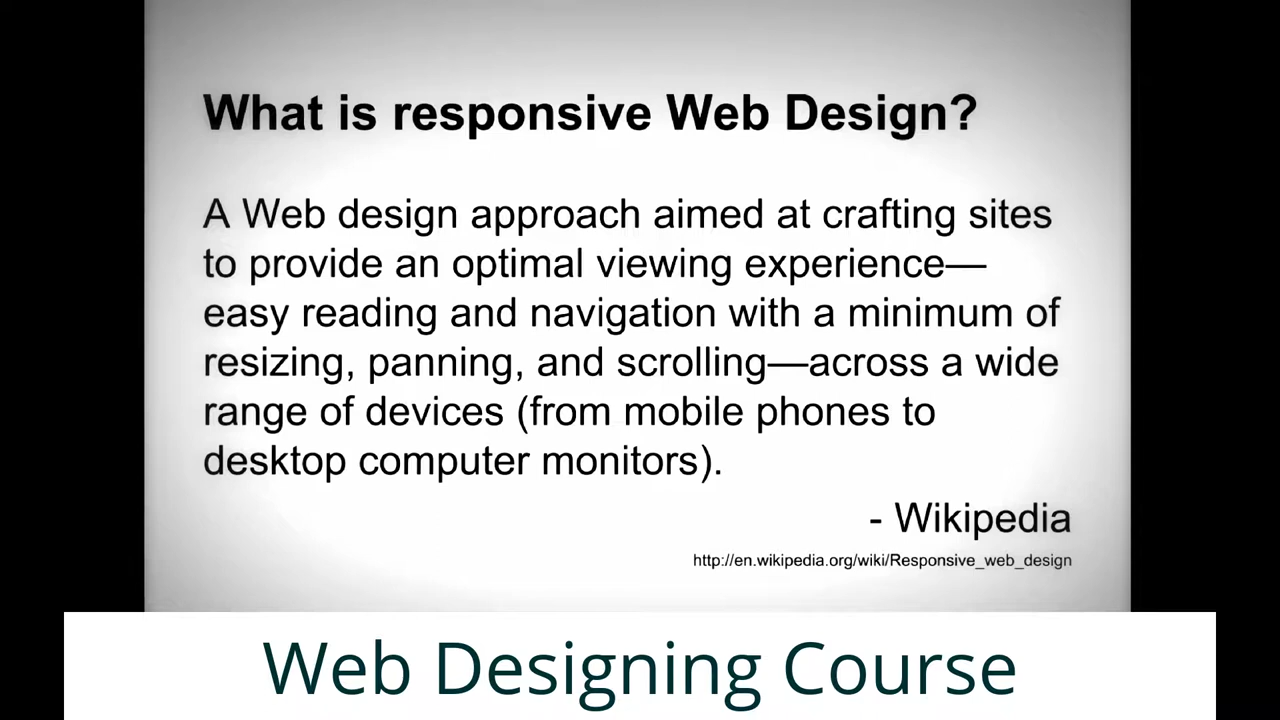 What is responsive Web Design?
A Web design approach aimed at crafting sites
to provide an optimal viewing experience—
easy reading and navigation with a minimum of
resizing, panning, and scrolling—across a wide
range of devices (from mobile phones to
desktop computer monitors).
- Wikipedia
http://en.wikipedia.org/wiki/Responsive_web_design
Web Designing Course